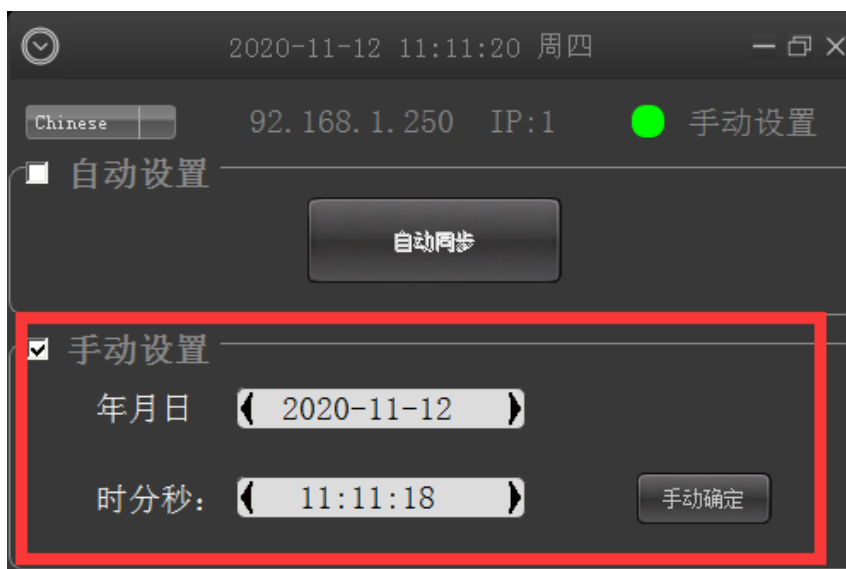 2020-11-12 11:11:20 周四
Chinese 92.168.1.250 IP:1 手动设置
自动设置
自动同步
手动设置
年月日 2020-11-12
时分秒: 11:11:18 手动确定